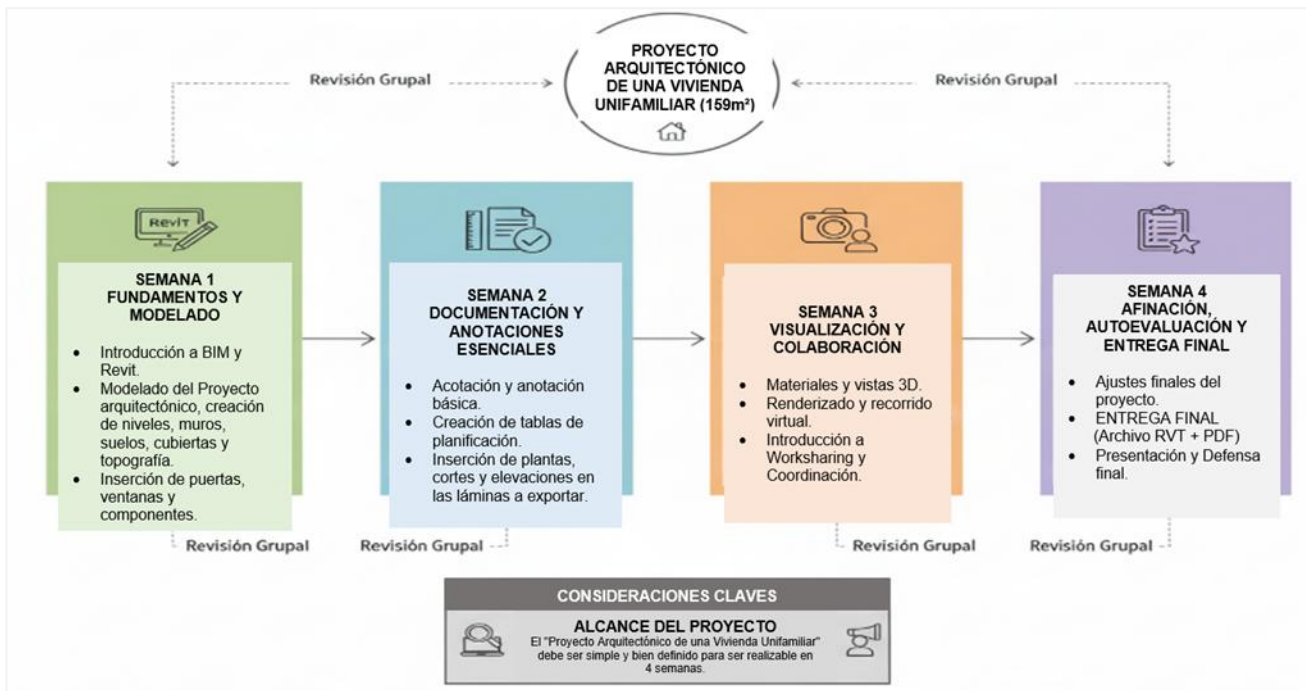 PROYECTO
ARQUITECTÓNICO
DE UNA VIVIENDA
UNIFAMILIAR (159m²)
Revisión Grupal
Revisión Grupal
Revit
SEMANA 1
FUNDAMENTOS Y
MODELADO
• Introducción a BIM y
Revit.
• Modelado del Proyecto
arquitectónico, creación
de niveles, muros,
suelos, cubiertas y
topografía.
• Inserción de puertas,
ventanas y
componentes.
SEMANA 2
DOCUMENTACIÓN Y
ANOTACIONES
ESENCIALES
• Acotación y anotación
básica.
• Creación de tablas de
planificación.
• Inserción de plantas,
cortes y elevaciones en
las láminas a exportar.
SEMANA 3
VISUALIZACIÓN Y
COLABORACIÓN
• Materiales y vistas 3D.
• Renderizado y recorrido
virtual.
• Introducción a
Worksharing y
Coordinación.
SEMANA 4
AFINACIÓN,
AUTOEVALUACIÓN Y
ENTREGA FINAL
• Ajustes finales del
proyecto.
• ENTREGA FINAL
(Archivo RVT + PDF)
• Presentación y Defensa
final.
Revisión Grupal
Revisión Grupal
Revisión Grupal
Revisión Grupal
CONSIDERACIONES CLAVES
ALCANCE DEL PROYECTO
El "Proyecto Arquitectónico de una Vivienda Unifamiliar"
debe ser simple y bien definido para ser realizable en
4 semanas.